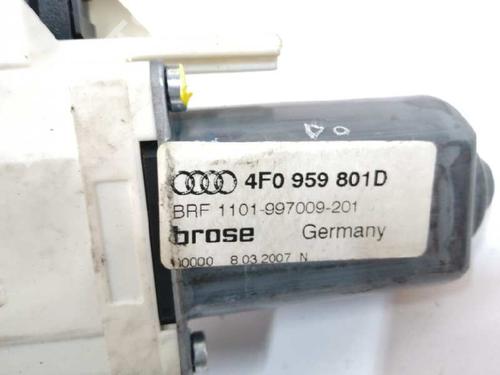 4F0 959 801D
BRF 1101-997009-201
brose Germany
8 03 2007 N